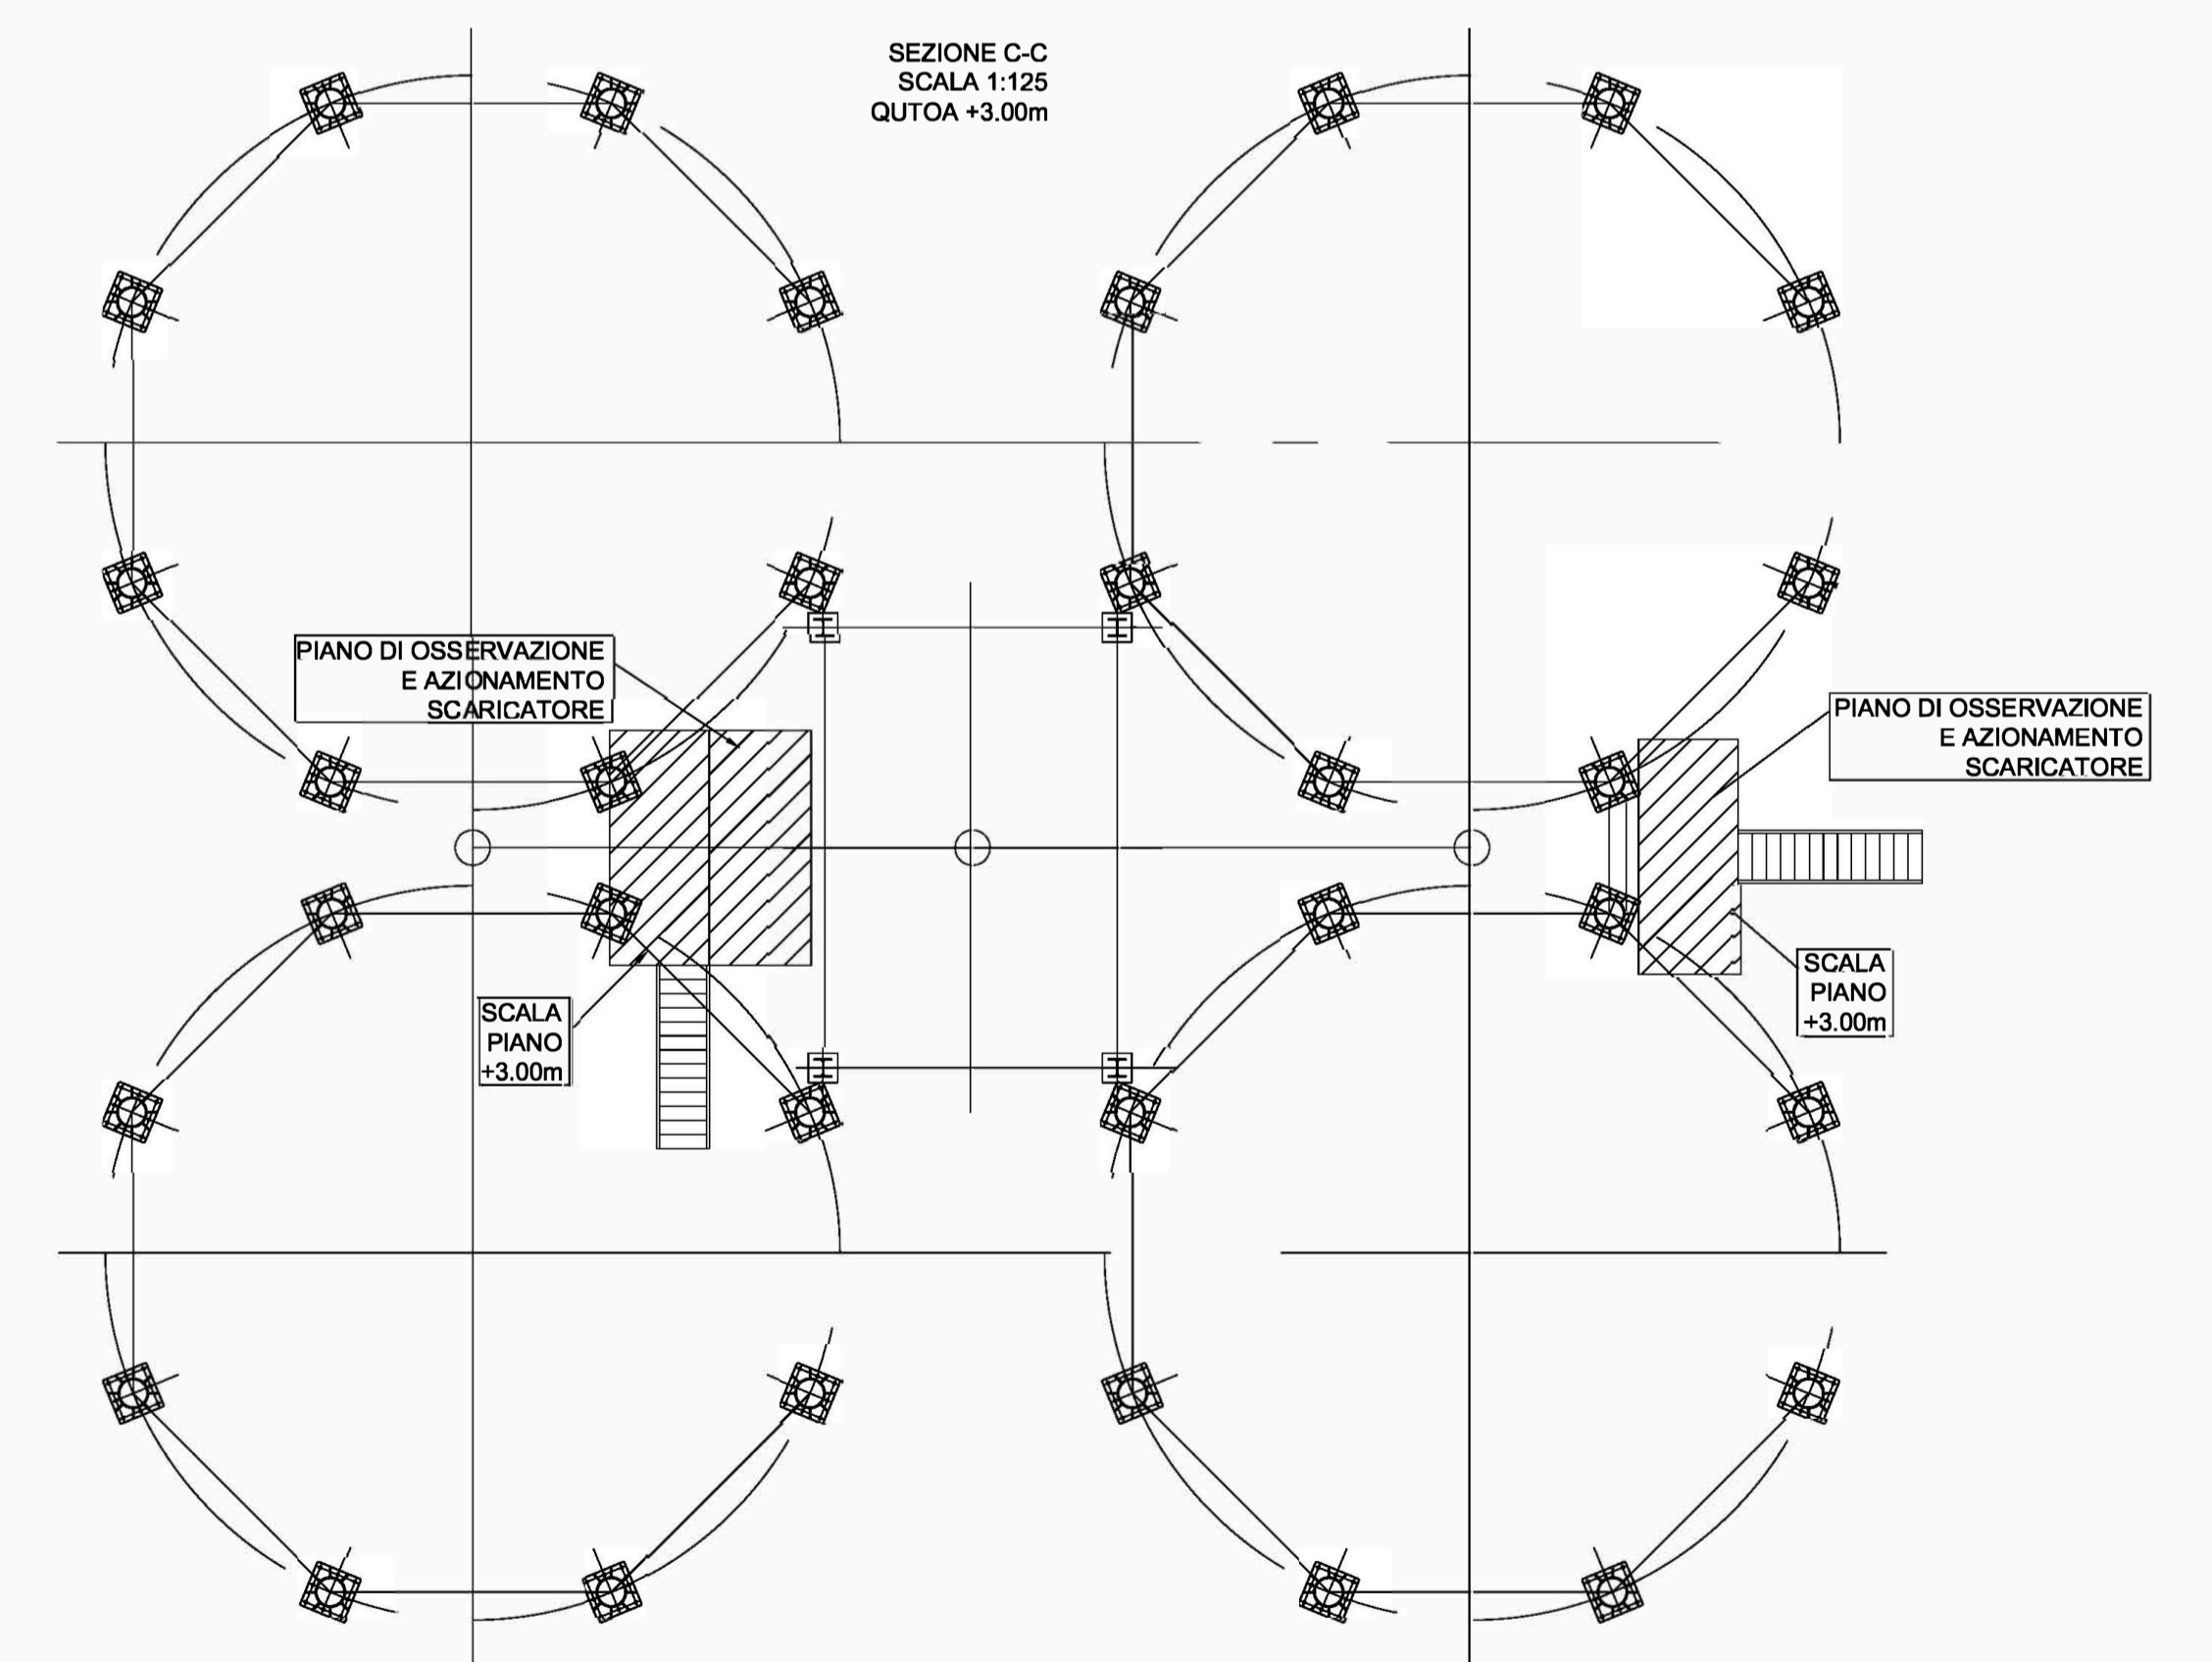 SEZIONE C-C
SCALA 1:125
QUTOA +3.00m
PIANO DI OSSERVAZIONE
E AZIONAMENTO
SCARICATORE
PIANO DI OSSERVAZIONE
E AZIONAMENTO
SCARICATORE
SCALA
PIANO
+3.00m
SCALA
PIANO
+3.00m